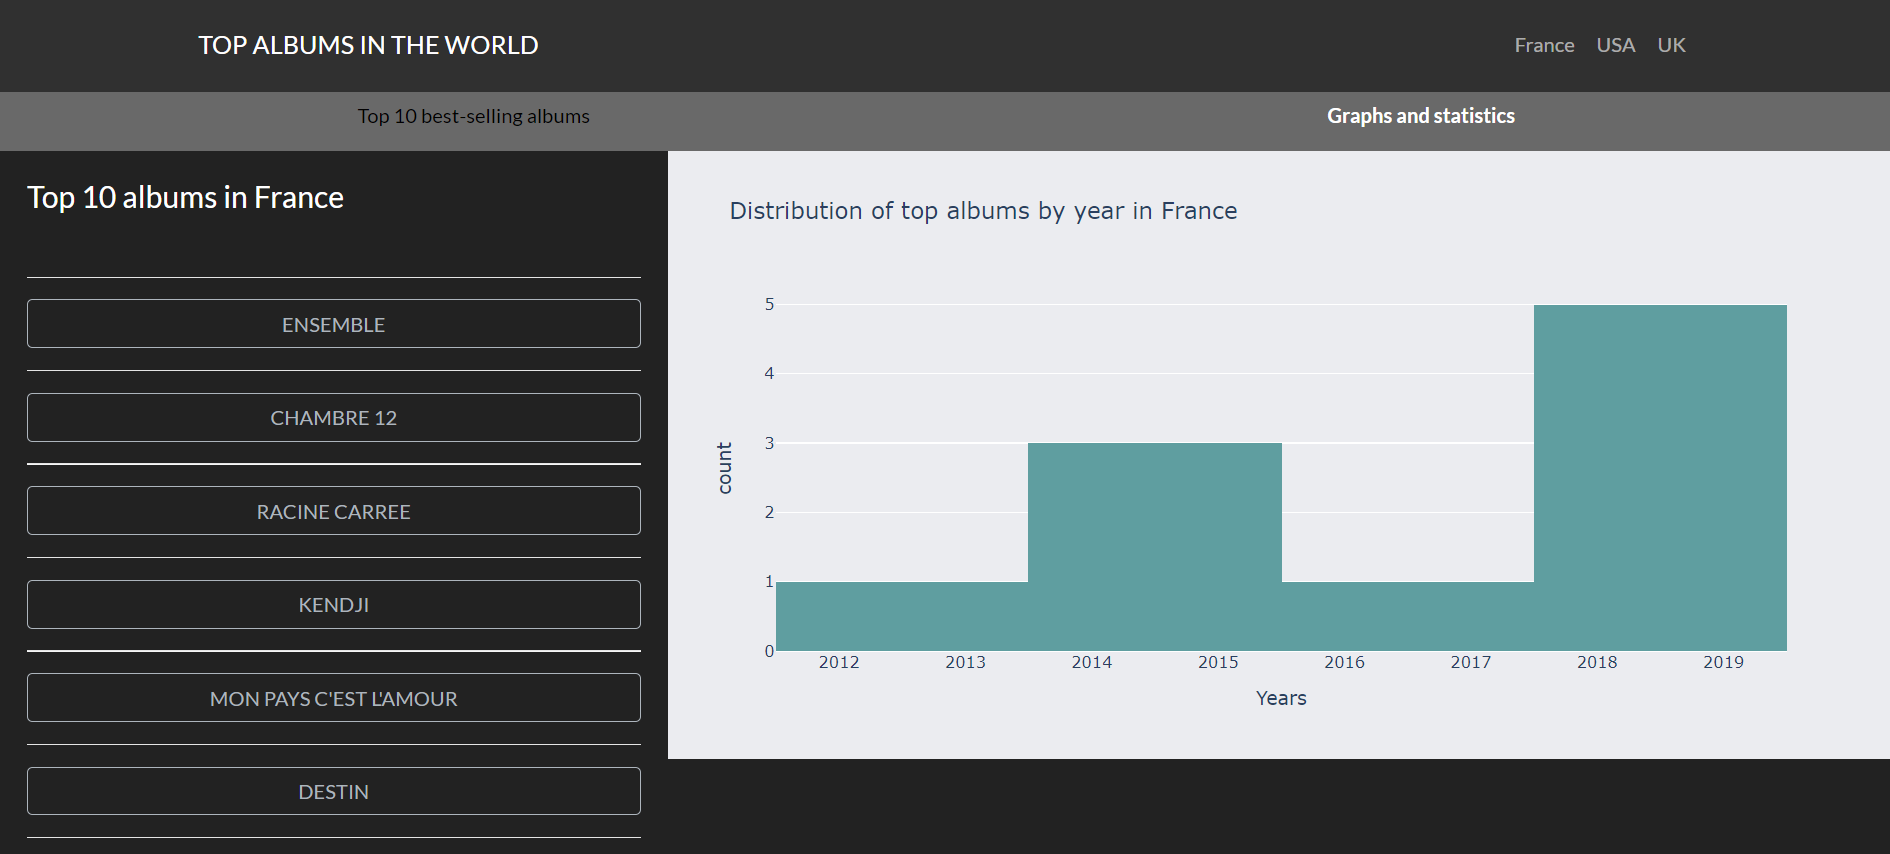 TOP ALBUMS IN THE WORLD
France USA UK
Top 10 best-selling albums
Graphs and statistics
Top 10 albums in France
ENSEMBLE
CHAMBRE 12
RACINE CARREE
KENDJI
MON PAYS C'EST L'AMOUR
DESTIN
Distribution of top albums by year in France
5
4
3
2
1
0
count
2012 2013 2014 2015 2016 2017 2018 2019
Years